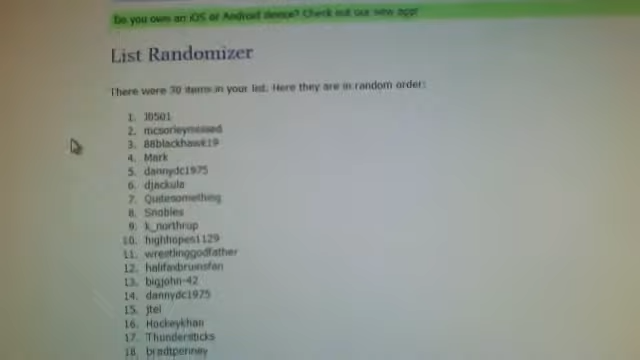 Do you own an iOS or Android device? Check out our new app!
List Randomizer
There were 30 items in your list. Here they are in random order:
1. J0501
2.
3. 88blackhawk19
4. Mark
5. dannydc1975
6. djackula
7. Quitesomething
8. Snobles
9. k_northrup
10. highhopes1129
11. wrestlinggodfather
12. halifaxbruinsfan
13. bigjohn-42
14. dannydc1975
15. jtel
16. Hockeykhan
17. Thundersticks
18. bradtpenney